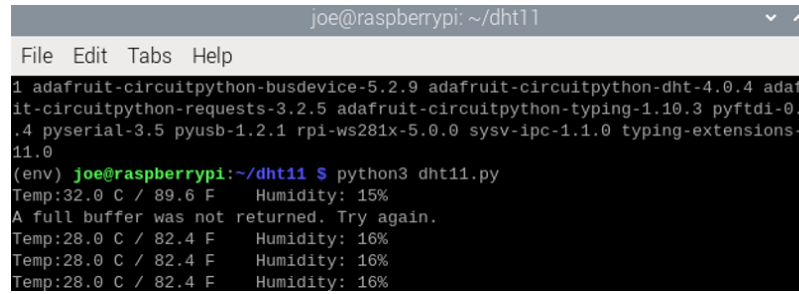 joe@raspberrypi: ~/dht11
File Edit Tabs Help
1 adafruit-circuitpython-busdevice-5.2.9 adafruit-circuitpython-dht-4.0.4 adaf
it-circuitpython-requests-3.2.5 adafruit-circuitpython-typing-1.10.3 pyftdi-0.
.4 pyserial-3.5 pyusb-1.2.1 rpi-ws281x-5.0.0 sysv-ipc-1.1.0 typing-extensions-
11.0
(env) joe@raspberrypi:~/dht11 $ python3 dht11.py
Temp:32.0 C / 89.6 F    Humidity: 15%
A full buffer was not returned. Try again.
Temp:28.0 C / 82.4 F    Humidity: 16%
Temp:28.0 C / 82.4 F    Humidity: 16%
Temp:28.0 C / 82.4 F    Humidity: 16%